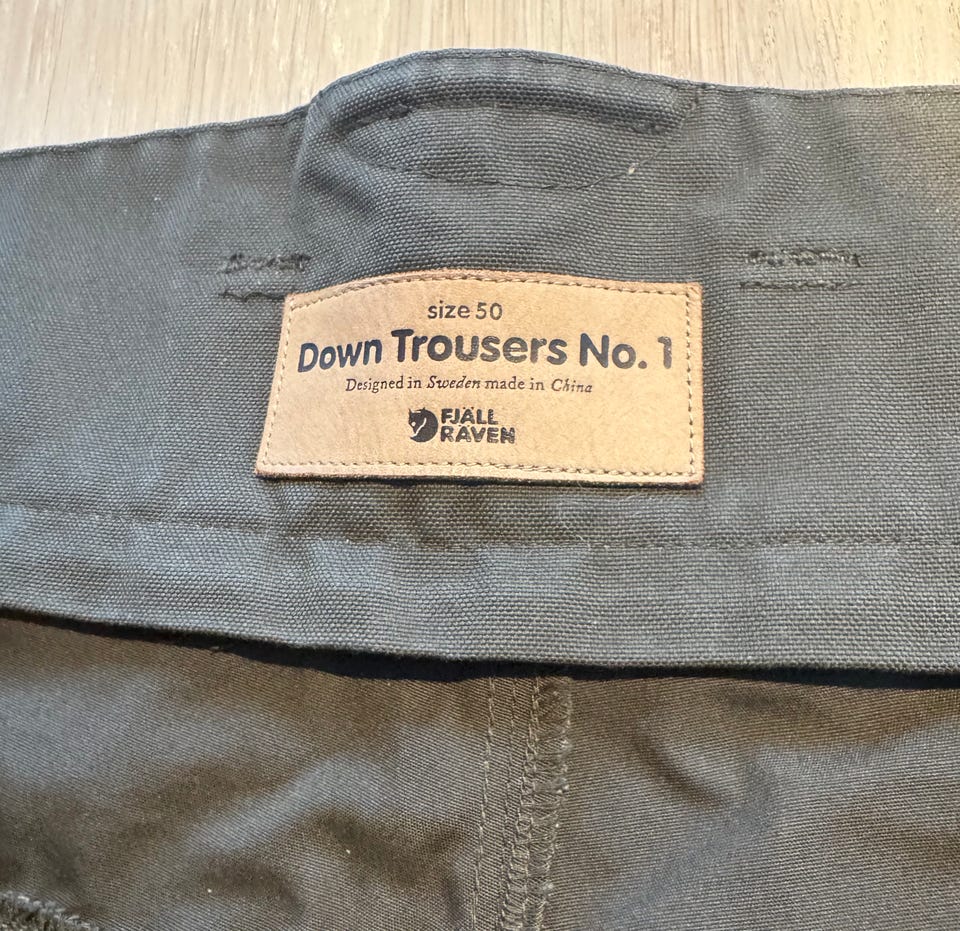 size 50
Down Trousers No. 1
Designed in Sweden made in China
FJÄLL
RÄVEN